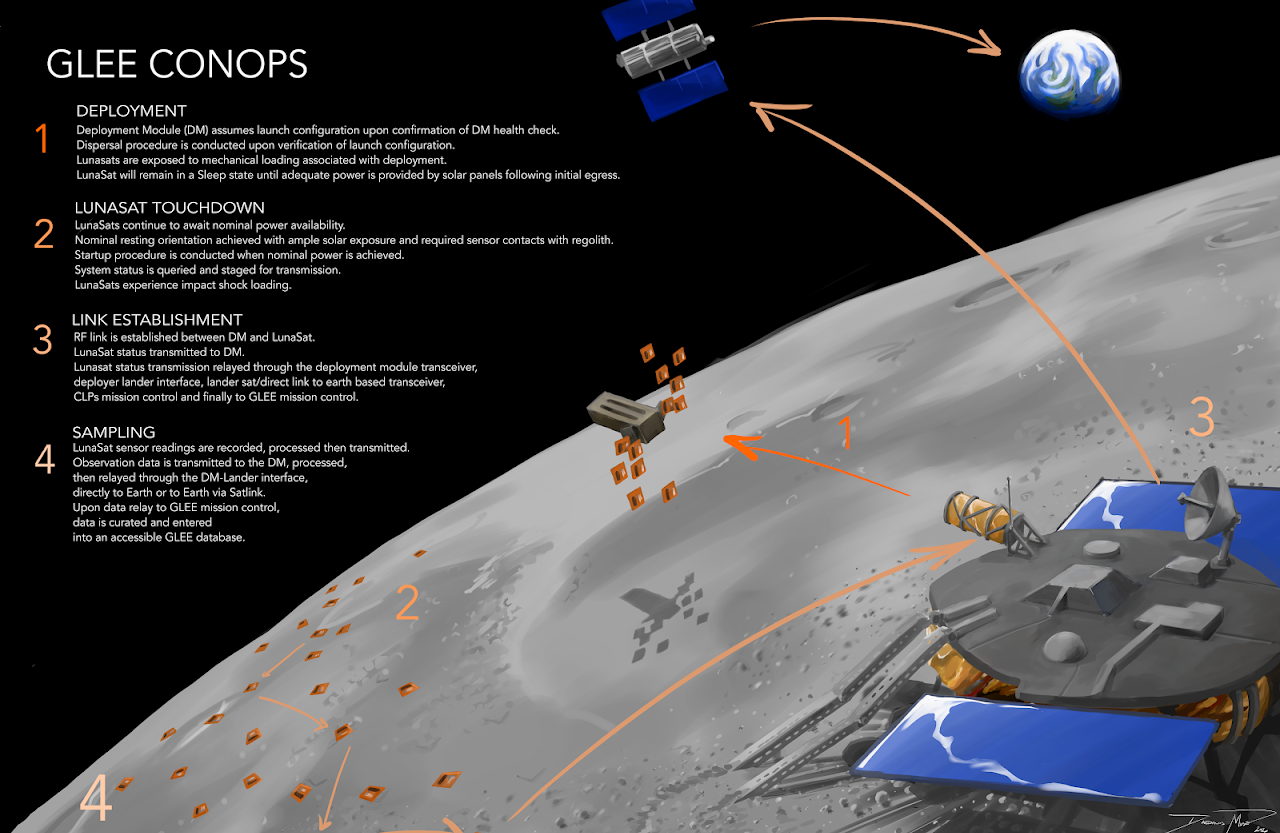 GLEE CONOPS
1
DEPLOYMENT
Deployment Module (DM) assumes launch configuration upon confirmation of DM health check.
Dispersal procedure is conducted upon verification of launch configuration.
Lunasats are exposed to mechanical loading associated with deployment.
LunaSat will remain in a Sleep state until adequate power is provided by solar panels following initial egress.
2
LUNASAT TOUCHDOWN
LunaSats continue to await nominal power availability.
Nominal resting orientation achieved with ample solar exposure and required sensor contacts with regolith.
Startup procedure is conducted when nominal power is achieved.
System status is queried and staged for transmission.
LunaSats experience impact shock loading.
3
LINK ESTABLISHMENT
RF link is established between DM and LunaSat.
LunaSat status transmitted to DM.
Lunasat status transmission relayed through the deployment module transceiver,
deployer lander interface, lander sat/direct link to earth based transceiver,
CLPs mission control and finally to GLEE mission control.
4
SAMPLING
LunaSat sensor readings are recorded, processed then transmitted.
Observation data is transmitted to the DM, processed,
then relayed through the DM-Lander interface,
directly to Earth or to Earth via Satlink.
Upon data relay to GLEE mission control,
data is curated and entered
into an accessible GLEE database.
1
3
2
4